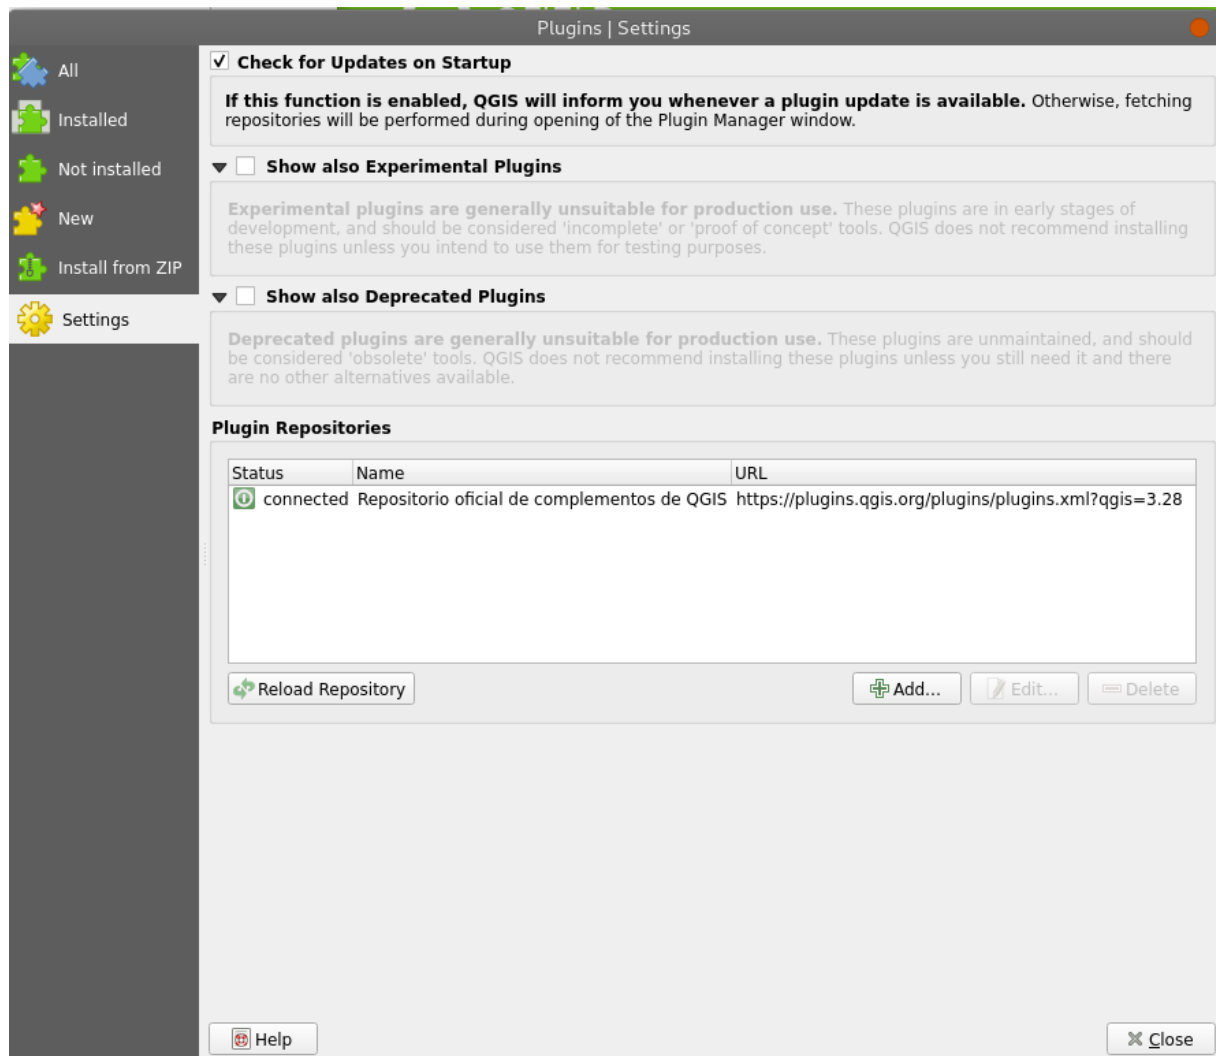 Plugins | Settings
All
Installed
Not installed
New
Install from ZIP
Settings
Check for Updates on Startup
If this function is enabled, QGIS will inform you whenever a plugin update is available. Otherwise, fetching
repositories will be performed during opening of the Plugin Manager window.
Show also Experimental Plugins
Experimental plugins are generally unsuitable for production use. These plugins are in early stages of
development, and should be considered 'incomplete' or 'proof of concept' tools. QGIS does not recommend installing
these plugins unless you intend to use them for testing purposes.
Show also Deprecated Plugins
Deprecated plugins are generally unsuitable for production use. These plugins are unmaintained, and should
be considered 'obsolete' tools. QGIS does not recommend installing these plugins unless you still need it and there
are no other alternatives available.
Plugin Repositories
Status Name URL
connected Repositorio oficial de complementos de QGIS https://plugins.qgis.org/plugins/plugins.xml?qgis=3.28
Reload Repository Add... Edit... Delete
Help Close